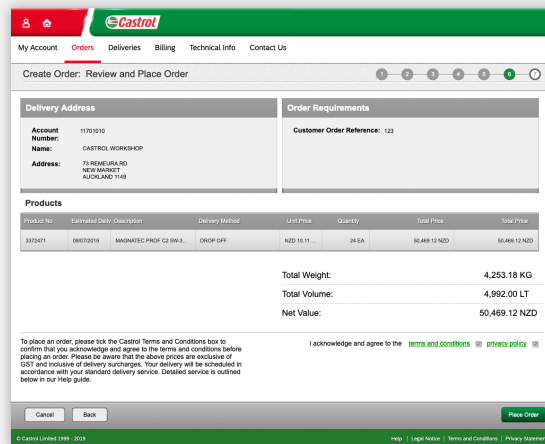 Castrol
My Account Orders Deliveries Billing Technical Info Contact Us
Create Order: Review and Place Order 1 2 3 4 5 6 7
Delivery Address
Account Number: 11701010
Name: CASTROL WORKSHOP
Address: 73 REMEURA RD
NEW MARKET
AUCKLAND 1149
Order Requirements
Customer Order Reference: 123
Products
Product No Estimated Deliv Description Delivery Method Unit Price Quantity Total Price Total Price
3372471 08/07/2019 MAGNATEC PROF C2 5W-3... DROP OFF NZD 10.11 ... 24 EA 50,469.12 NZD 50,469.12 NZD
Total Weight: 4,253.18 KG
Total Volume: 4,992.00 LT
Net Value: 50,469.12 NZD
To place an order, please tick the Castrol Terms and Conditions box to
confirm that you acknowledge and agree to the terms and conditions before
placing an order. Please be aware that the above prices are exclusive of
GST and inclusive of delivery surcharges. Your delivery will be scheduled in
accordance with your standard delivery service. Detailed service is outlined
below in our Help guide.
I acknowledge and agree to the terms and conditions privacy policy
Cancel Back Place Order
© Castrol Limited 1999 - 2019 Help | Legal Notice | Terms and Conditions | Privacy Statemen